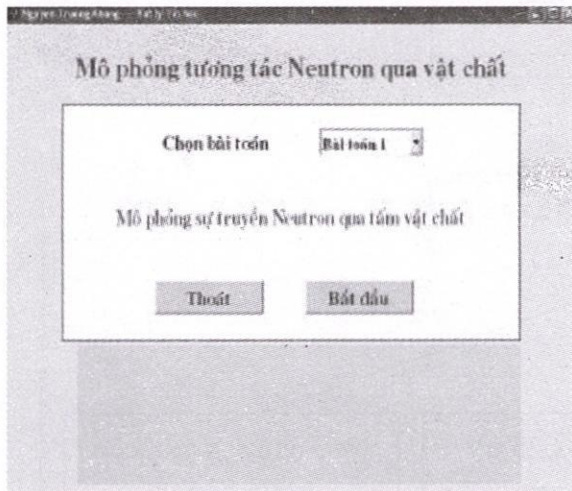 Mô phỏng tương tác Neutron qua vật chất
Chọn bài toán Bài toán 1
Mô phỏng sự truyền Neutron qua tấm vật chất
Thoát Bắt đầu